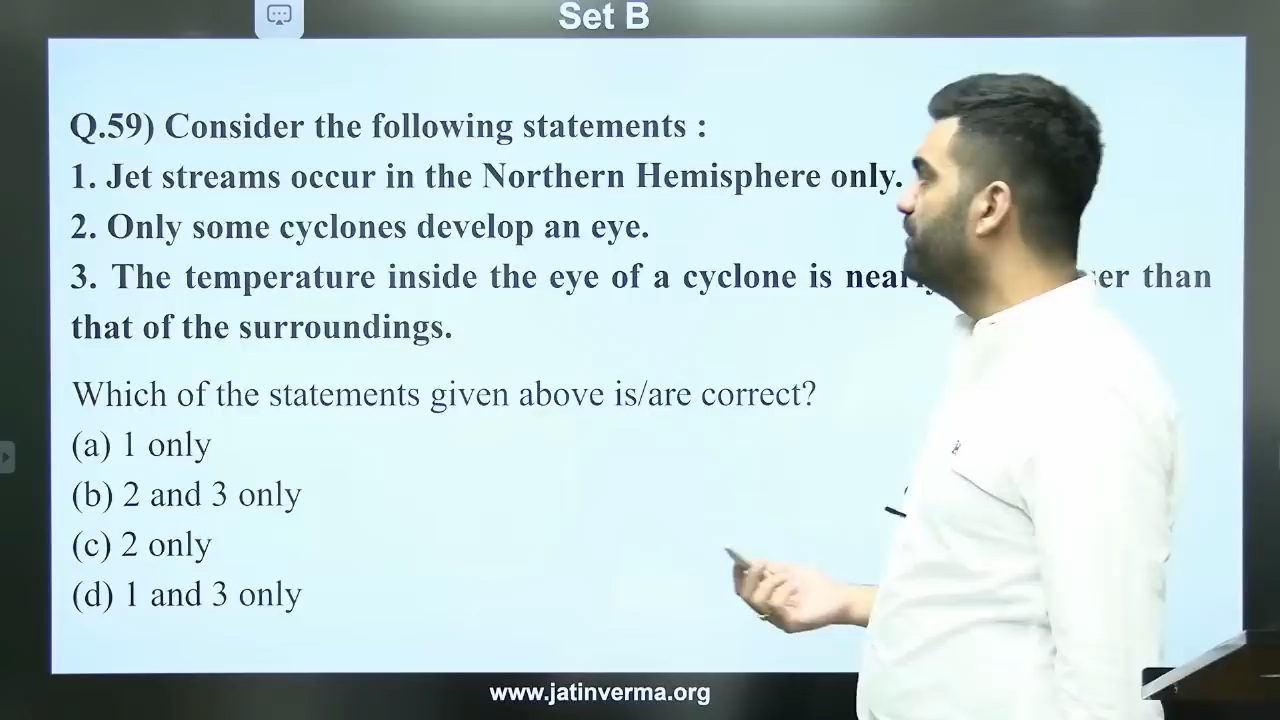 Set B
Q.59) Consider the following statements :
1. Jet streams occur in the Northern Hemisphere only.
2. Only some cyclones develop an eye.
3. The temperature inside the eye of a cyclone is than
that of the surroundings.
Which of the statements given above is/are correct?
(a) 1 only
(b) 2 and 3 only
(c) 2 only
(d) 1 and 3 only
www.jatinverma.org